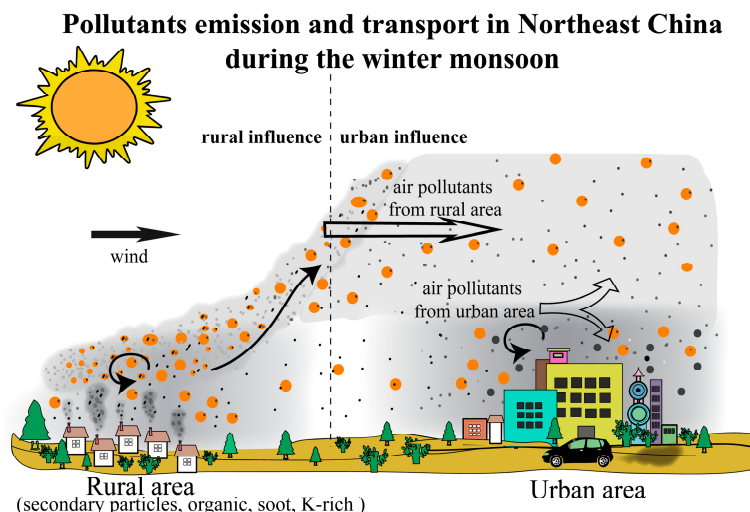 Pollutants emission and transport in Northeast China
during the winter monsoon
rural influence
urban influence
air pollutants
from rural area
wind
air pollutants
from urban area
Rural area
(secondary particles, organic, soot, K-rich )
Urban area